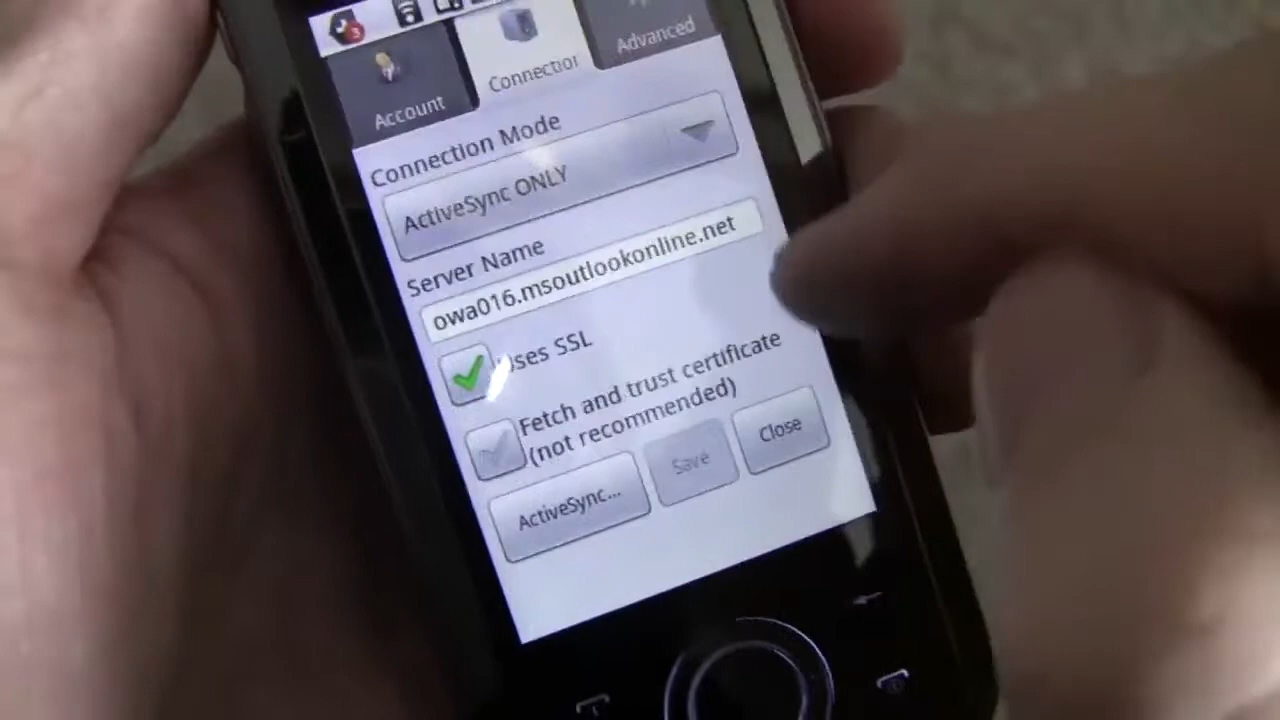 3
Account
Connection
Advanced
Connection Mode
ActiveSync ONLY
Server Name
owa016.msoutlookonline.net
Uses SSL
Fetch and trust certificate
(not recommended)
ActiveSync...
Save
Close